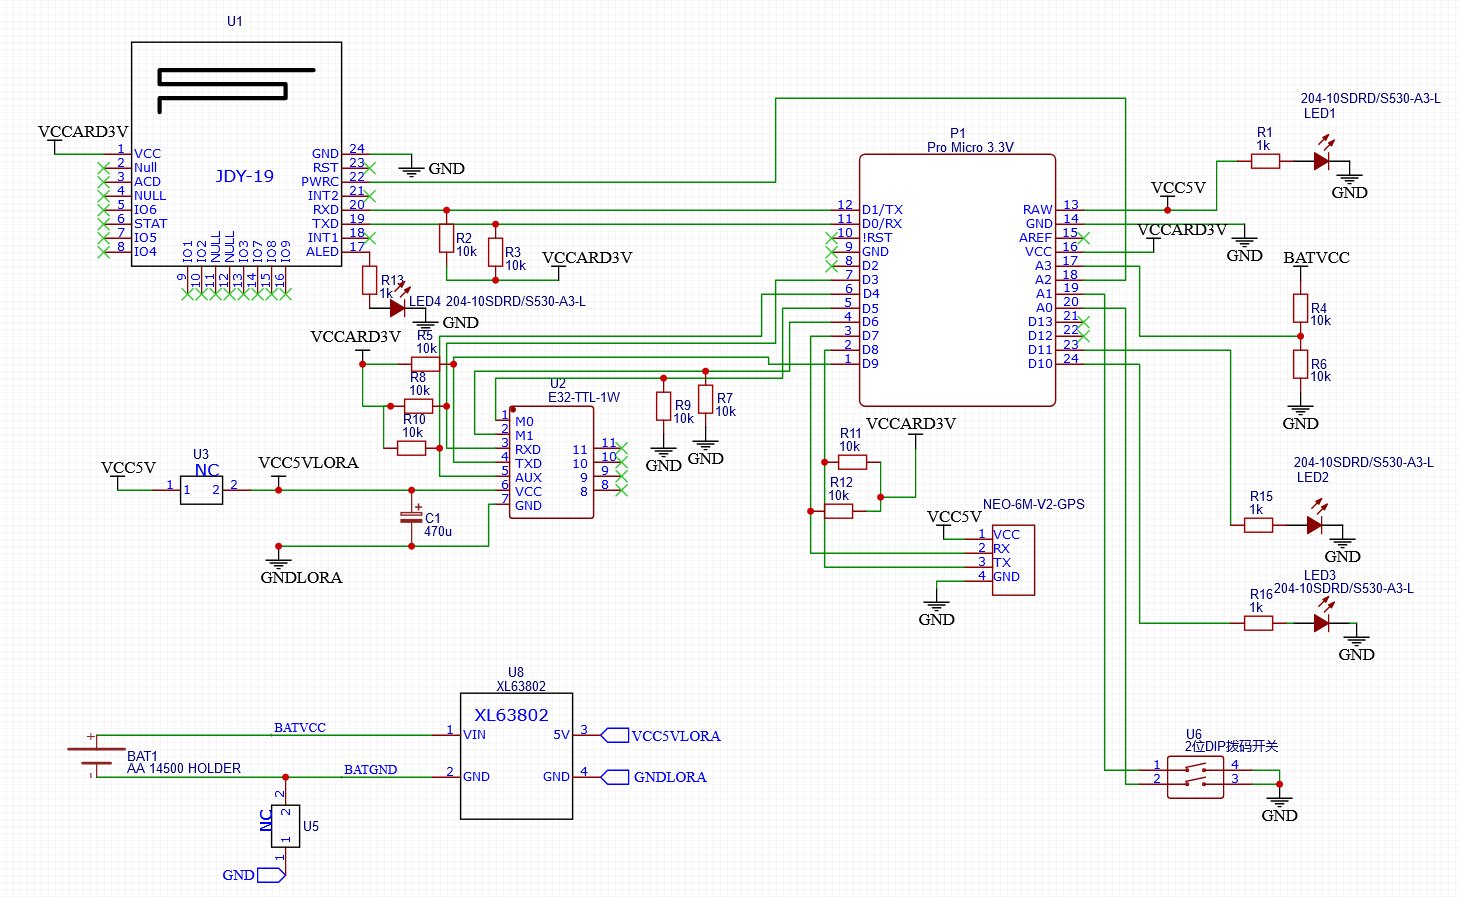 U1
VCCARD3V
JDY-19
1 VCC
2 Null
3 ACD
4 NULL
5 IO6
6 STAT
7 IO5
8 IO4
GND 24
RST 23
PWRC 22
INT2 21
RXD 20
TXD 19
INT1 18
ALED 17
IO1 IO2 NULL NULL IO3 IO7 IO8 IO9
9 10 11 12 13 14 15 16
GND
R2
10k
R3
10k
VCCARD3V
R13
1k
LED4 204-10SDRD/S530-A3-L
GND
P1
Pro Micro 3.3V
12 D1/TX
11 D0/RX
10 !RST
9 GND
8 D2
7 D3
6 D4
5 D5
4 D6
3 D7
2 D8
1 D9
RAW 13
GND 14
AREF 15
VCC 16
A3 17
A2 18
A1 19
A0 20
D13 21
D12 22
D11 23
D10 24
204-10SDRD/S530-A3-L
LED1
R1
1k
GND
VCC5V
VCCARD3V
GND
BATVCC
R4
10k
R6
10k
GND
VCCARD3V
R5
10k
R8
10k
R10
10k
U2
E32-TTL-1W
1 M0
2 M1
3 RXD
4 TXD
5 AUX
6 VCC
7 GND
11 11
10 10
9 9
8 8
R9
10k
R7
10k
GND
GND
VCC5V
U3
NC
1 1 2 2
VCC5VLORA
C1
470u
GNDLORA
VCCARD3V
R11
10k
R12
10k
NEO-6M-V2-GPS
VCC5V
1 VCC
2 RX
3 TX
4 GND
GND
204-10SDRD/S530-A3-L
LED2
R15
1k
GND
LED3
204-10SDRD/S530-A3-L
R16
1k
GND
U8
XL63802
XL63802
1 VIN
2 GND
5V 3
GND 4
VCC5VLORA
GNDLORA
BATVCC
BATGND
BAT1
AA 14500 HOLDER
2
2
NC
U5
1
1
GND
U6
2位DIP拨码开关
1 4
2 3
GND